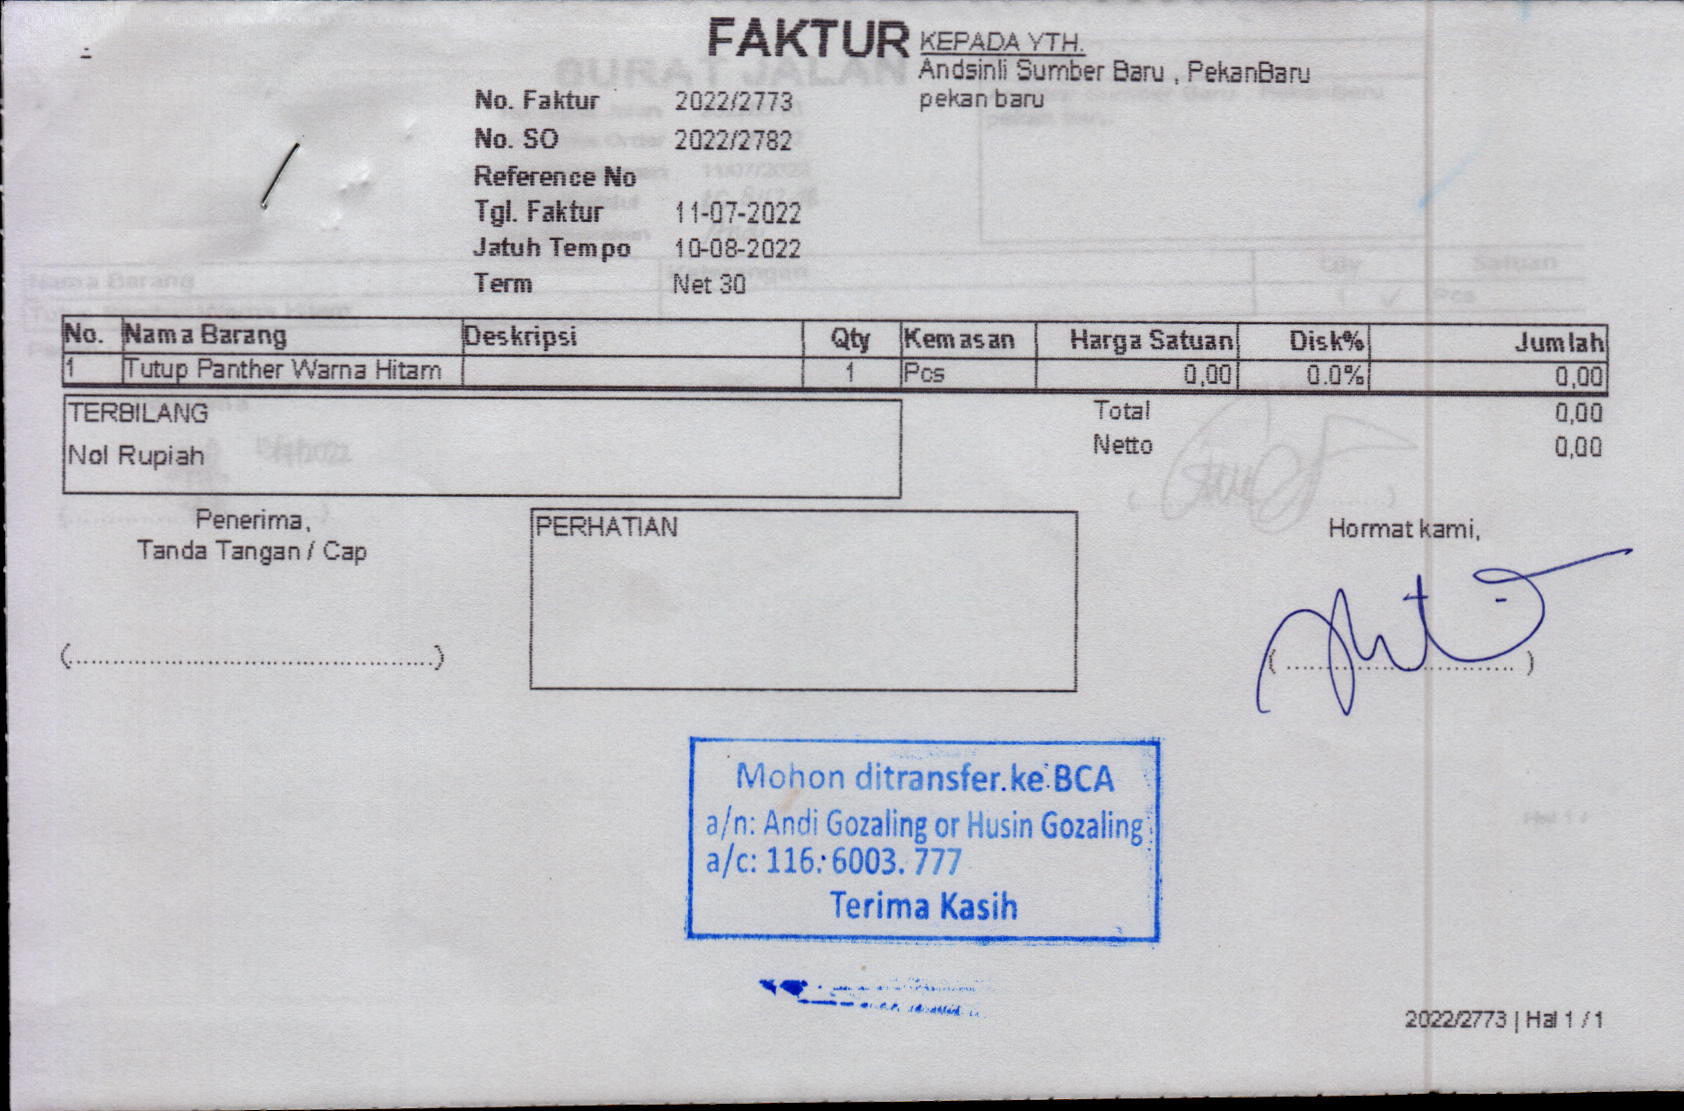 FAKTUR
KEPADA YTH.
Andsinli Sumber Baru , PekanBaru
pekan baru
No. Faktur 2022/2773
No. SO 2022/2782
Reference No
Tgl. Faktur 11-07-2022
Jatuh Tempo 10-08-2022
Term Net 30
No. Nama Barang Deskripsi Qty Kemasan Harga Satuan Disk% Jumlah
1 Tutup Panther Warna Hitam 1 Pcs 0,00 0.0% 0,00
TERBILANG
Nol Rupiah
Total 0,00
Netto 0,00
Penerima,
Tanda Tangan / Cap
(..................................................)
PERHATIAN
Hormat kami,
( ................................ )
Mohon ditransfer.ke BCA
a/n: Andi Gozaling or Husin Gozaling
a/c: 116. 6003. 777
Terima Kasih
2022/2773 | Hal 1 / 1